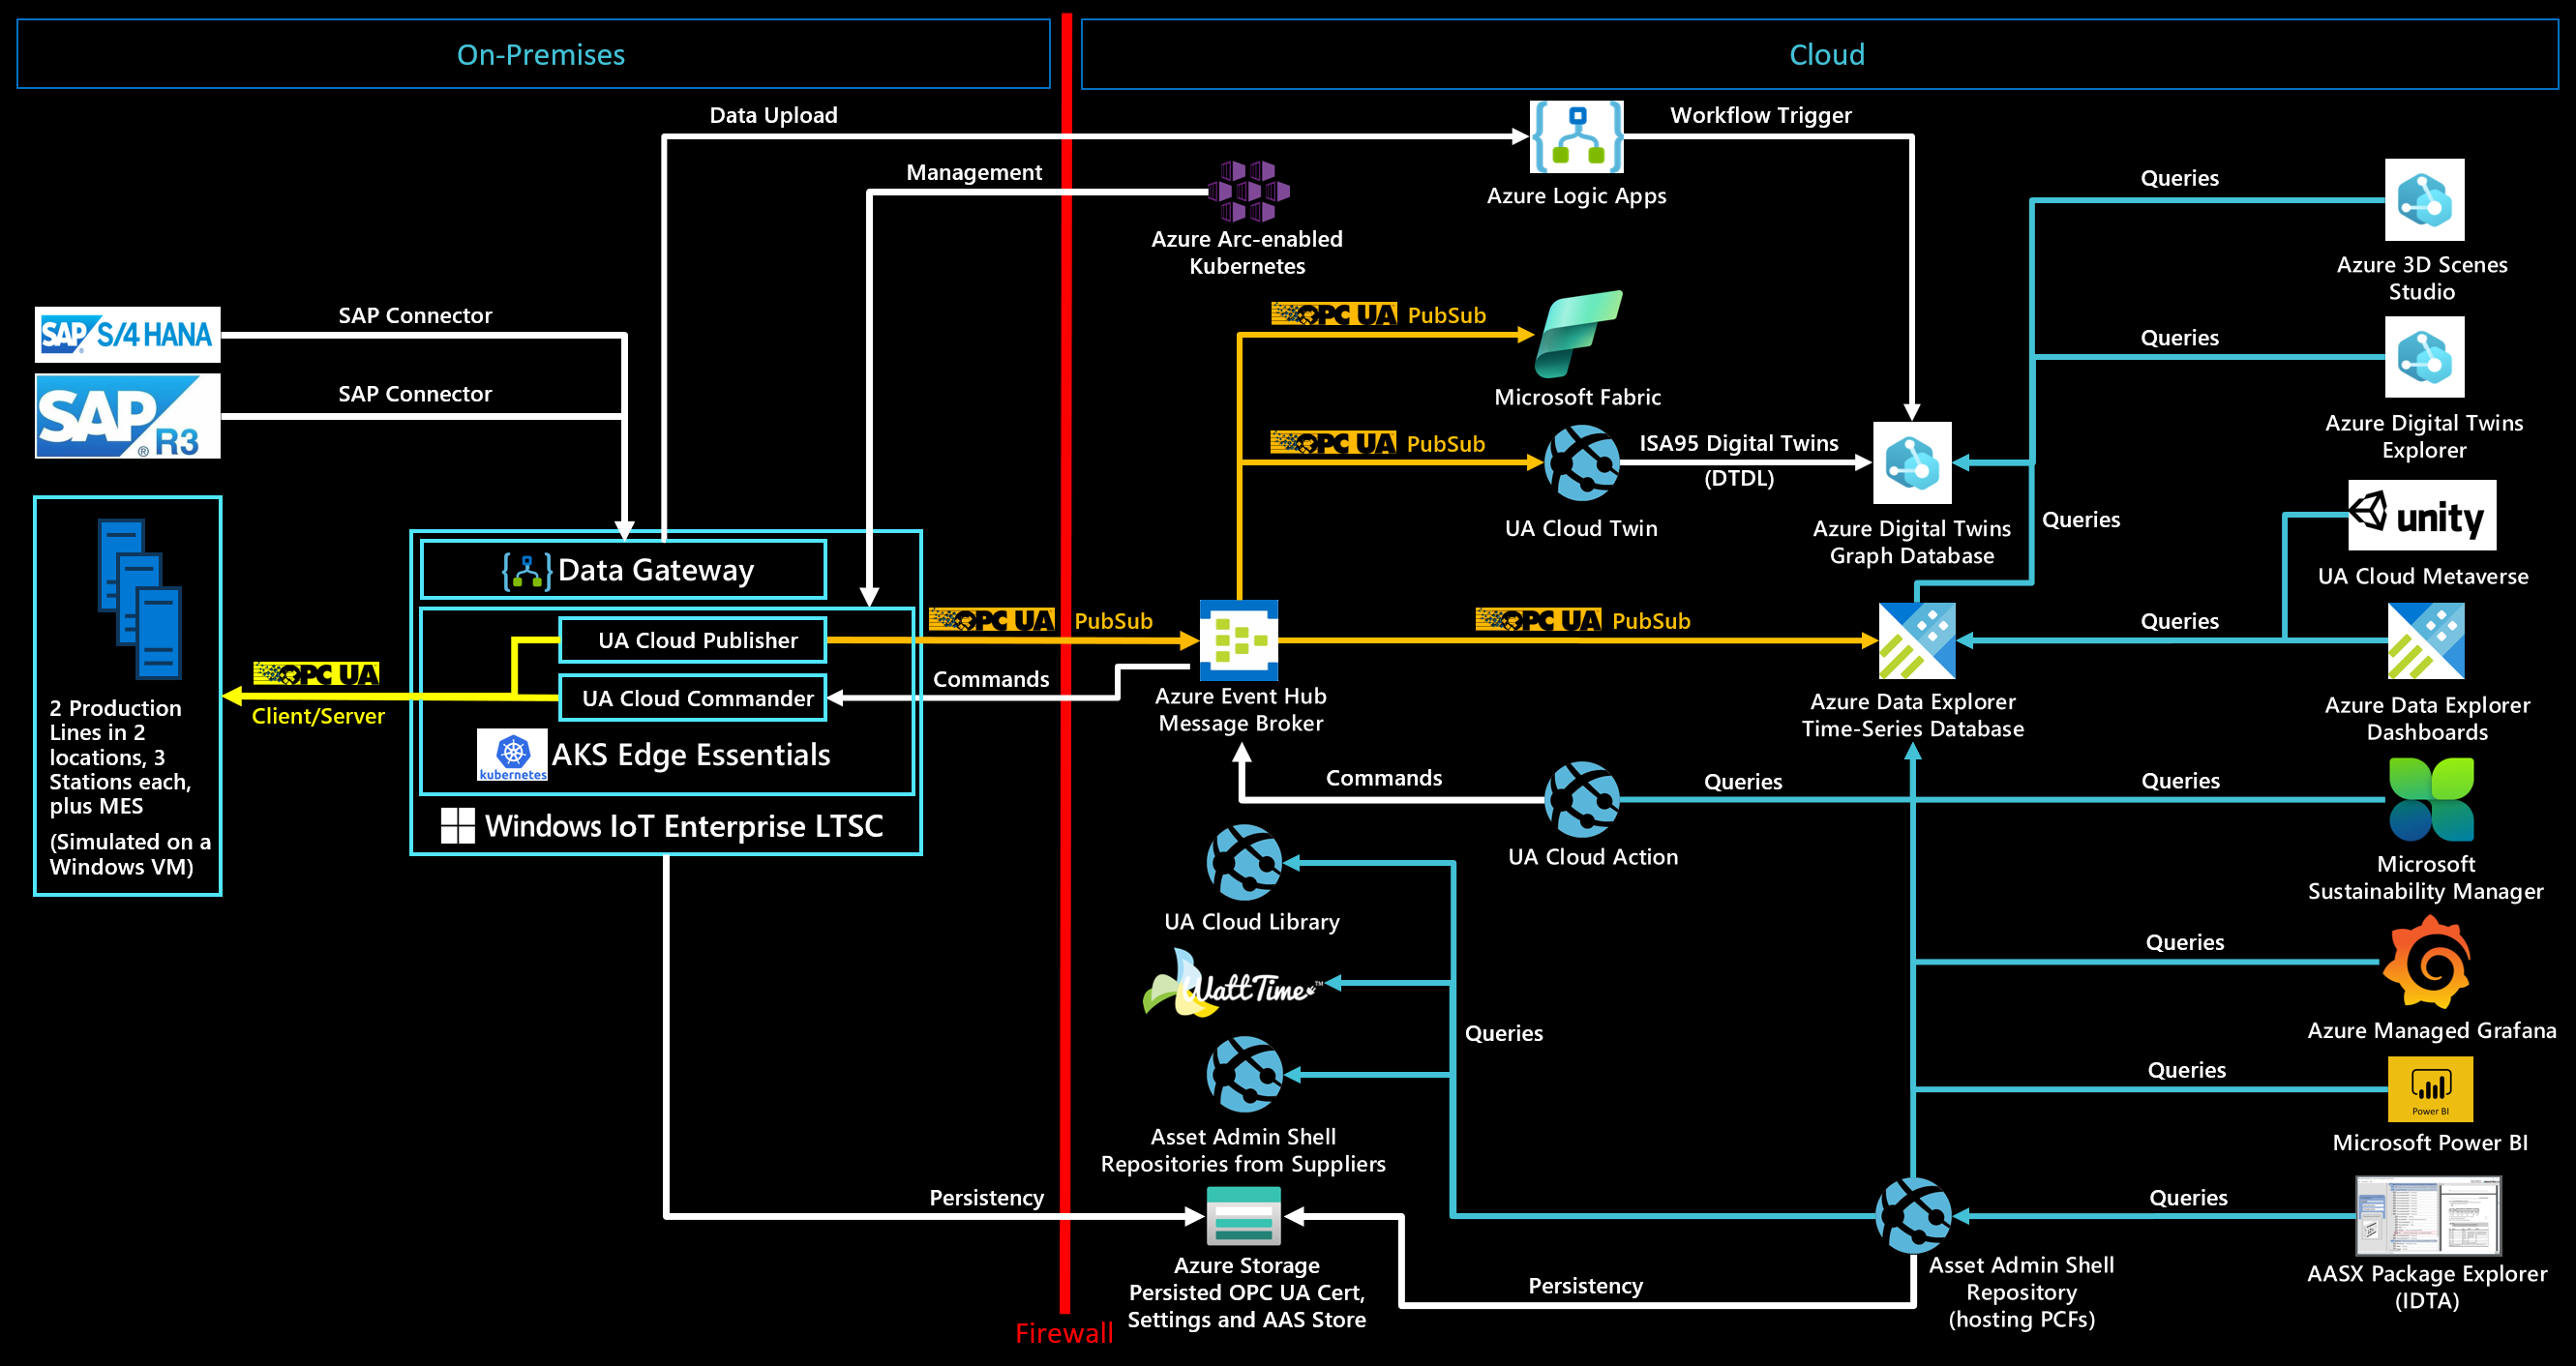 On-Premises
Cloud
Data Upload
Workflow Trigger
Management
Azure Logic Apps
Queries
Azure Arc-enabled
Kubernetes
Azure 3D Scenes
Studio
SAP S/4HANA
SAP Connector
OPC UA PubSub
Microsoft Fabric
Queries
Azure Digital Twins
Explorer
SAP R3
SAP Connector
OPC UA PubSub
UA Cloud Twin
ISA95 Digital Twins
(DTDL)
Azure Digital Twins
Graph Database
Queries
unity
UA Cloud Metaverse
Data Gateway
UA Cloud Publisher
UA Cloud Commander
kubernetes
AKS Edge Essentials
Windows IoT Enterprise LTSC
OPC UA
Client/Server
2 Production
Lines in 2
locations, 3
Stations each,
plus MES
(Simulated on a
Windows VM)
OPC UA PubSub
Commands
Azure Event Hub
Message Broker
OPC UA PubSub
Azure Data Explorer
Time-Series Database
Queries
Azure Data Explorer
Dashboards
Commands
UA Cloud Action
Queries
Queries
Microsoft
Sustainability Manager
UA Cloud Library
WattTime™
Queries
Asset Admin Shell
Repositories from Suppliers
Queries
Azure Managed Grafana
Queries
Power BI
Microsoft Power BI
Persistency
Azure Storage
Persisted OPC UA Cert,
Settings and AAS Store
Persistency
Asset Admin Shell
Repository
(hosting PCFs)
Queries
AASX Package Explorer
(IDTA)
Firewall